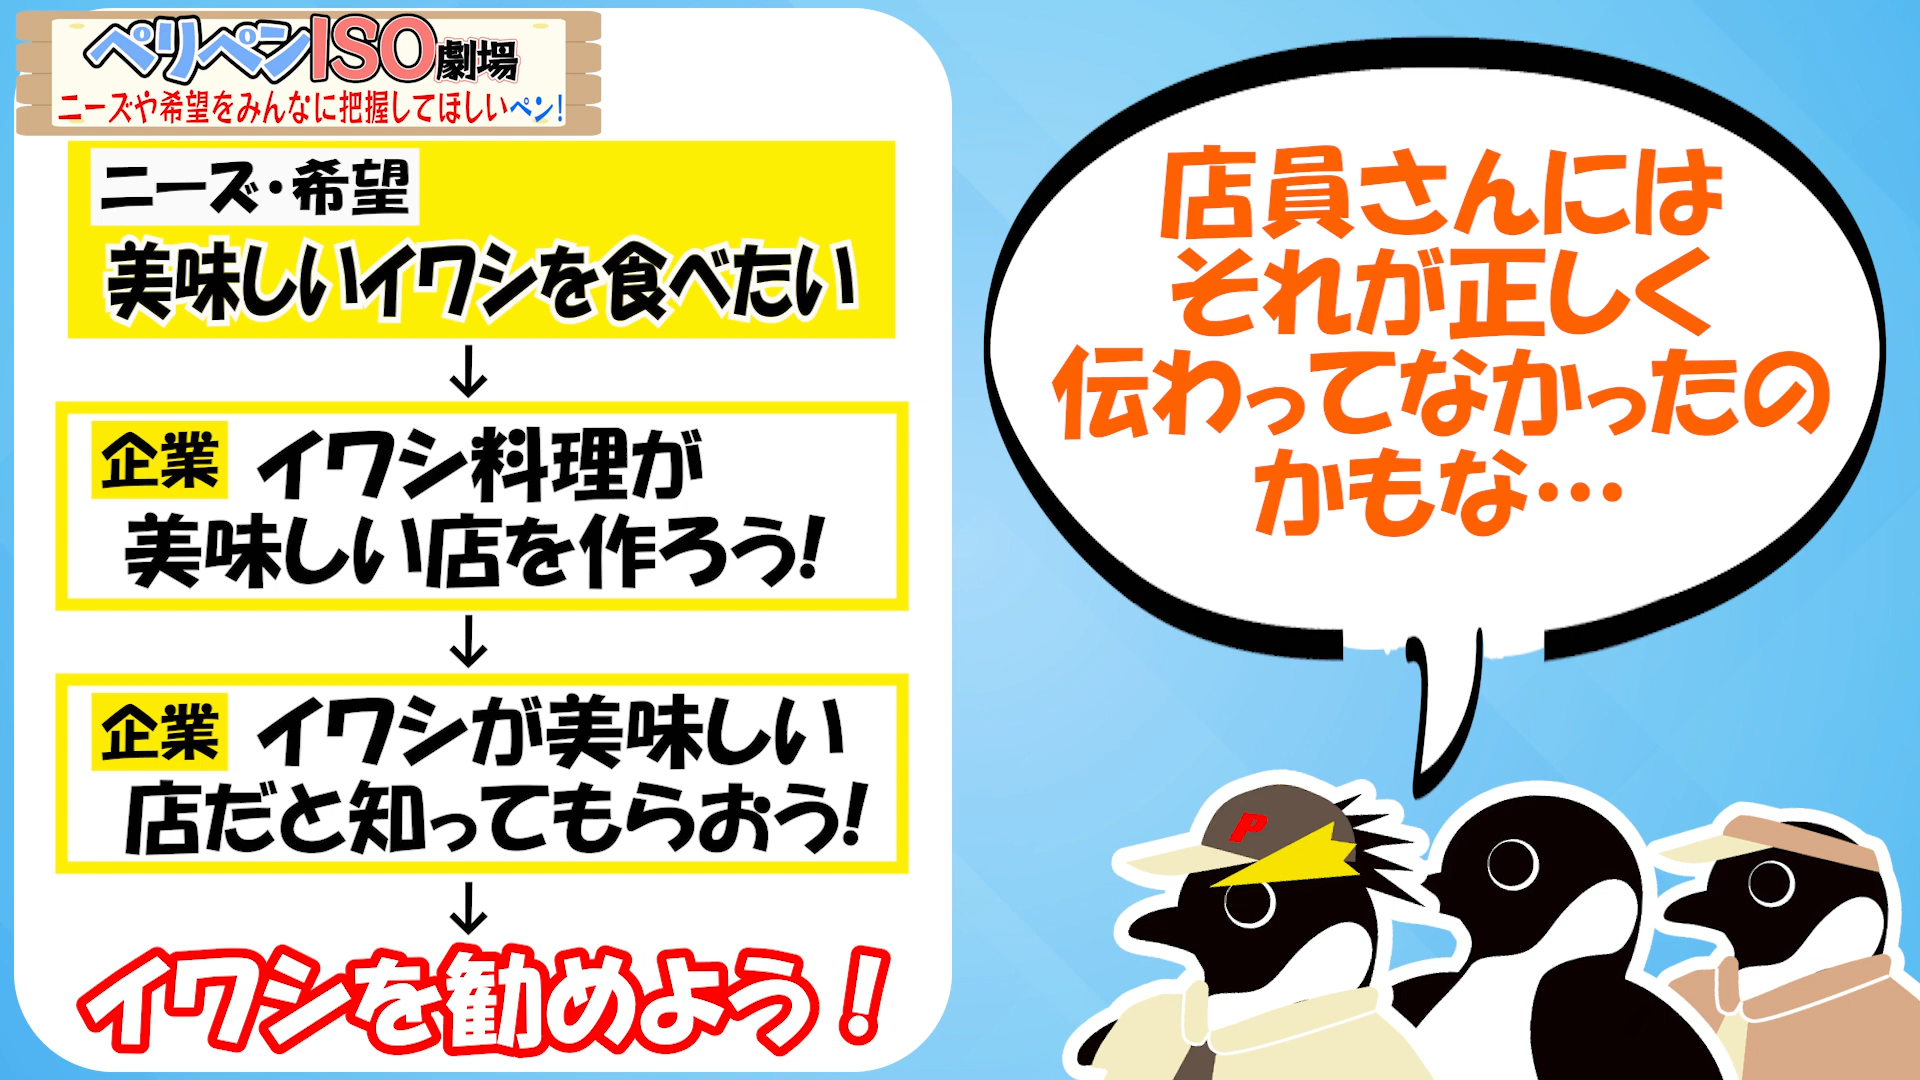 ペリペンISO劇場
ニーズや希望をみんなに把握してほしいペン!
ニーズ・希望
美味しいイワシを食べたい
↓
企業 イワシ料理が
美味しい店を作ろう!
↓
企業 イワシが美味しい
店だと知ってもらおう!
↓
イワシを勧めよう!
店員さんには
それが正しく
伝わってなかったの
かもな…
P